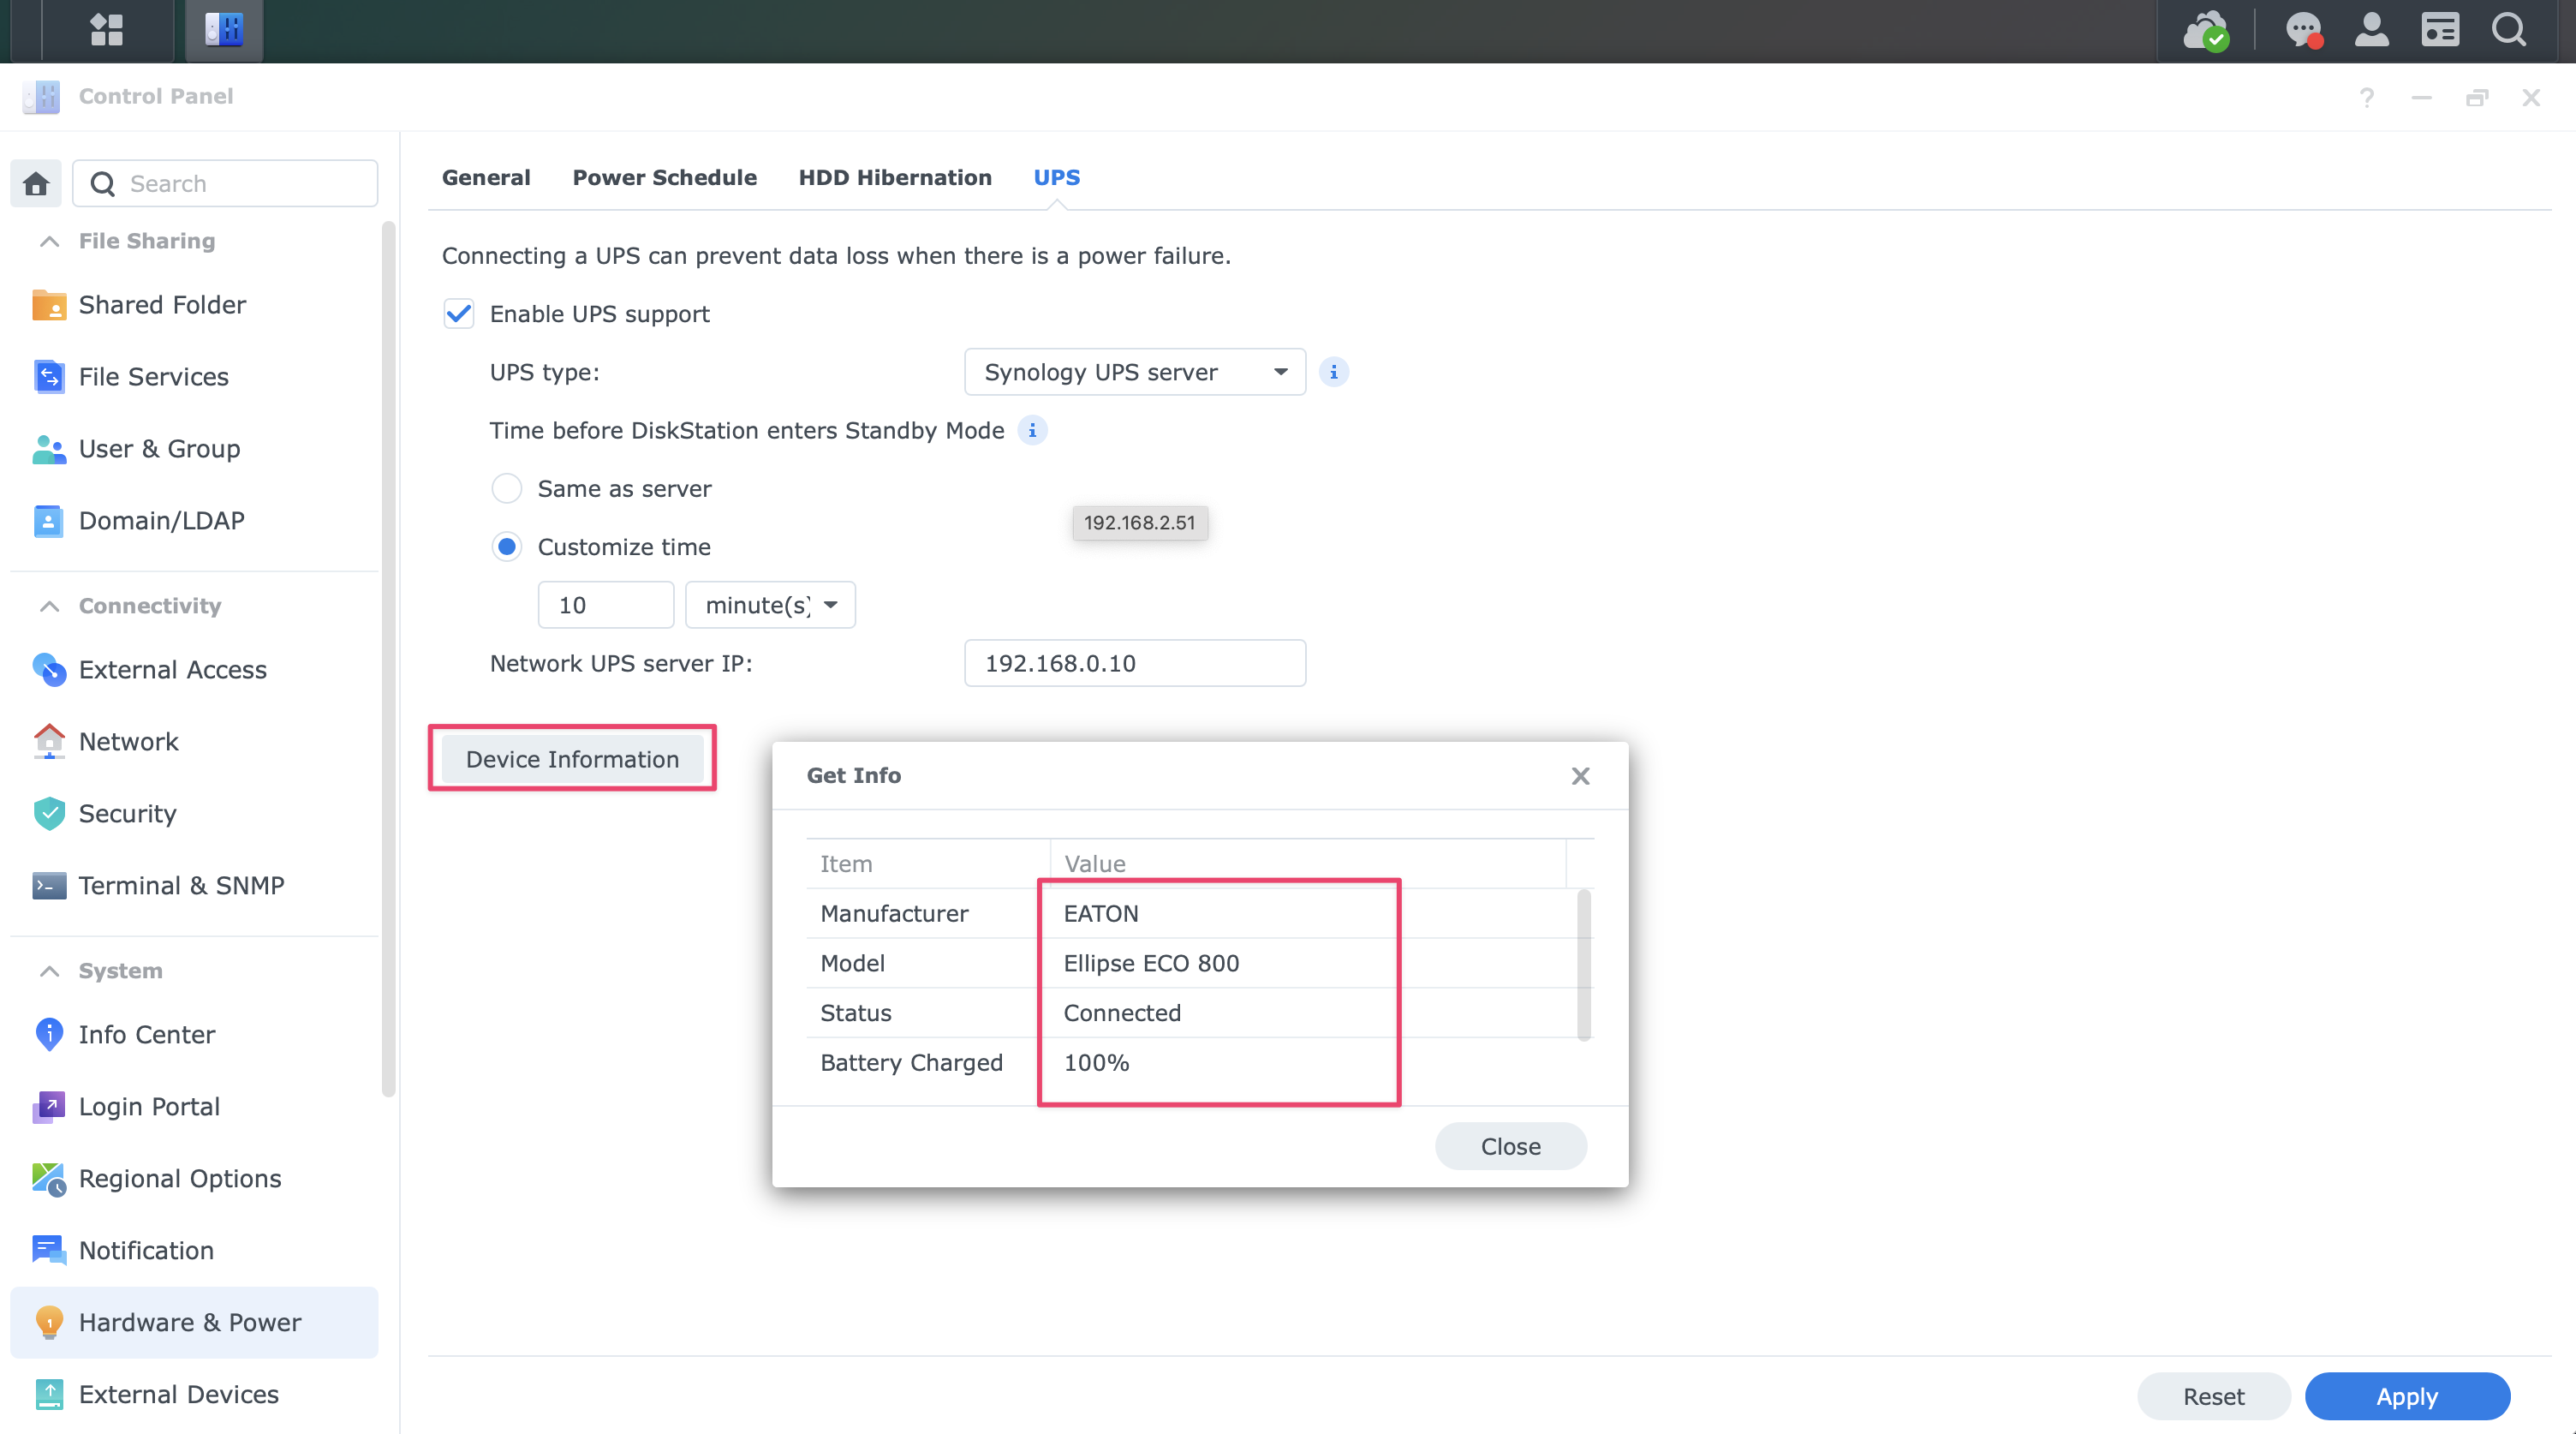 Control Panel
Search
File Sharing
Shared Folder
File Services
User & Group
Domain/LDAP
Connectivity
External Access
Network
Security
Terminal & SNMP
System
Info Center
Login Portal
Regional Options
Notification
Hardware & Power
External Devices
General Power Schedule HDD Hibernation UPS
Connecting a UPS can prevent data loss when there is a power failure.
Enable UPS support
UPS type: Synology UPS server
Time before DiskStation enters Standby Mode
Same as server
192.168.2.51
Customize time
10 minute(s)
Network UPS server IP: 192.168.0.10
Device Information
Get Info
Item Value
Manufacturer EATON
Model Ellipse ECO 800
Status Connected
Battery Charged 100%
Close
Reset Apply